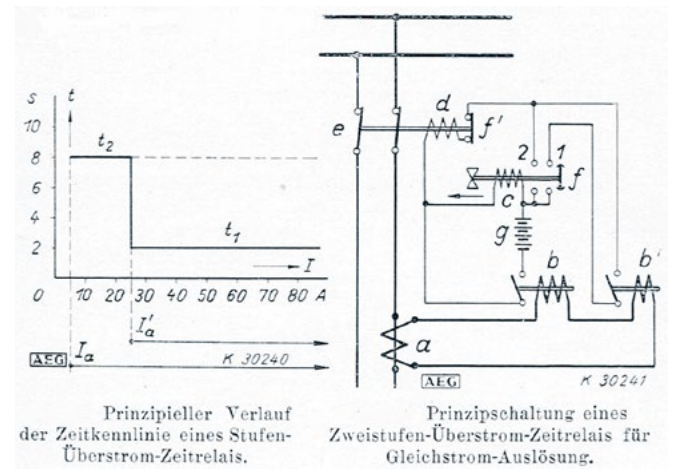 s
t
10
8
6
4
2
t2
t1
I
0 10 20 30 40 50 60 70 80 A
I'a
Ia
AEG
K 30240
Prinzipieller Verlauf
der Zeitkennlinie eines Stufen-
Überstrom-Zeitrelais.
e
d
f'
2 1
f
c
g
b
b'
a
AEG
K 30241
Prinzipschaltung eines
Zweistufen-Überstrom-Zeitrelais für
Gleichstrom-Auslösung.